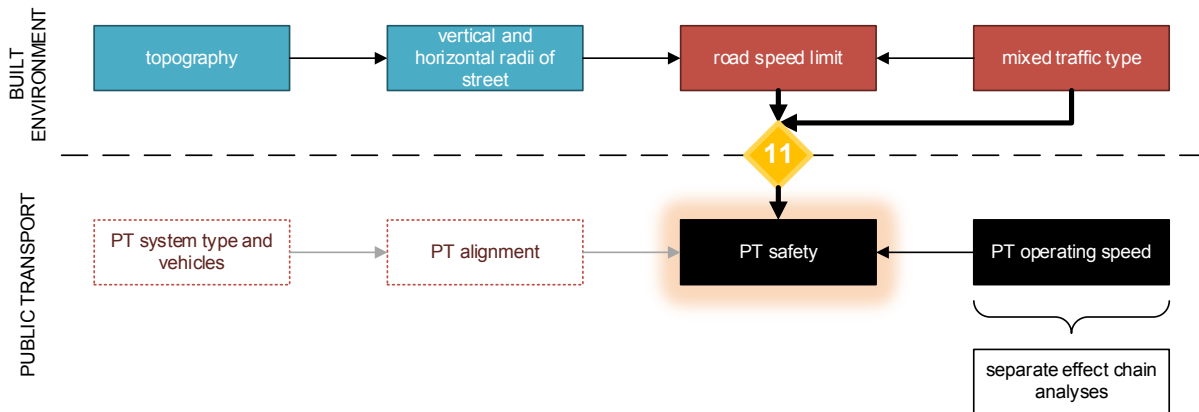 BUILT
ENVIRONMENT
topography
vertical and
horizontal radii of
street
road speed limit
mixed traffic type
11
PUBLIC TRANSPORT
PT system type and
vehicles
PT alignment
PT safety
PT operating speed
separate effect chain
analyses